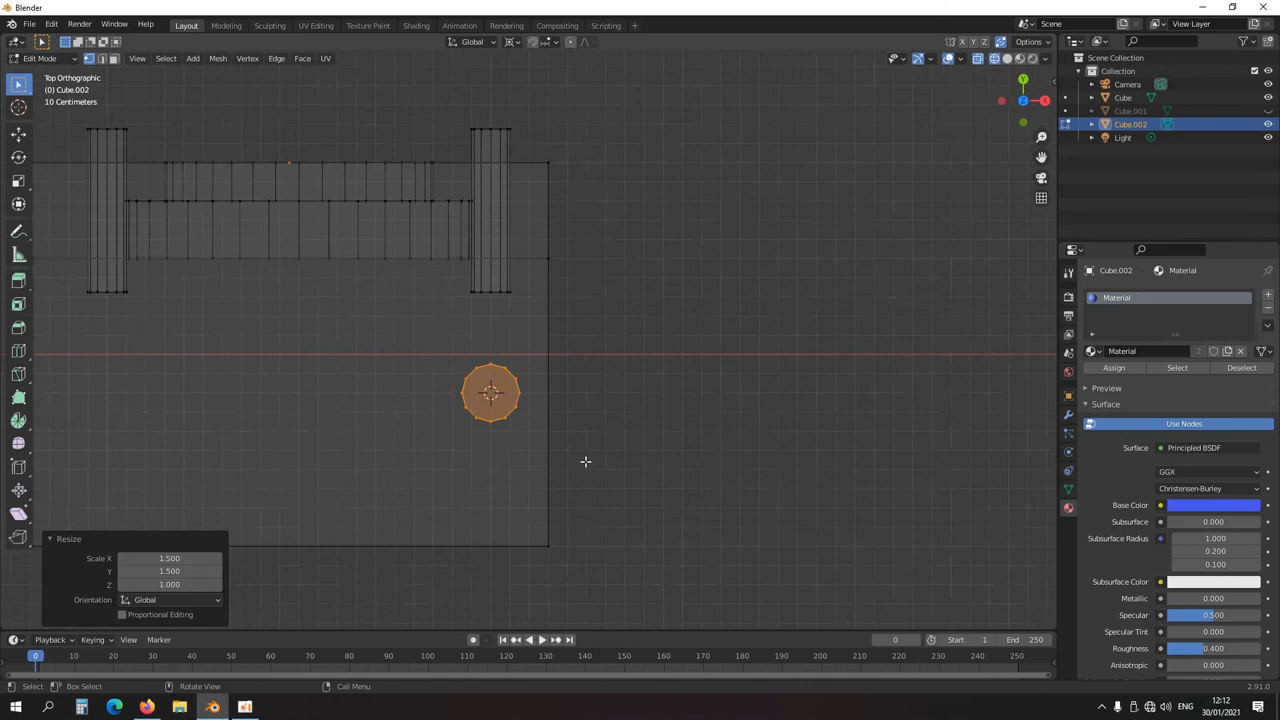 Blender
File Edit Render Window Help Layout Modeling Sculpting UV Editing Texture Paint Shading Animation Rendering Compositing Scripting + Scene View Layer
Global X Y Z Options
Edit Mode View Select Add Mesh Vertex Edge Face UV
Top Orthographic
(0) Cube.002
10 Centimeters
Y
Z X
Scene Collection
Collection
Camera
Cube
Cube.001
Cube.002
Light
Cube.002 Material
Material
Material 2
Assign Select Deselect
Preview
Surface
Use Nodes
Surface Principled BSDF
GGX
Christensen-Burley
Base Color
Subsurface 0.000
Subsurface Radius 1.000
0.200
0.100
Subsurface Color
Metallic 0.000
Specular 0.500
Specular Tint 0.000
Roughness 0.400
Anisotropic 0.000
Resize
Scale X 1.500
Y 1.500
Z 1.000
Orientation Global
Proportional Editing
Playback Keying View Marker 0 Start 1 End 250
0 10 20 30 40 50 60 70 80 90 100 110 120 130 140 150 160 170 180 190 200 210 220 230 240 250
Select Box Select Rotate View Call Menu 2.91.0
ENG 12:12
30/01/2021